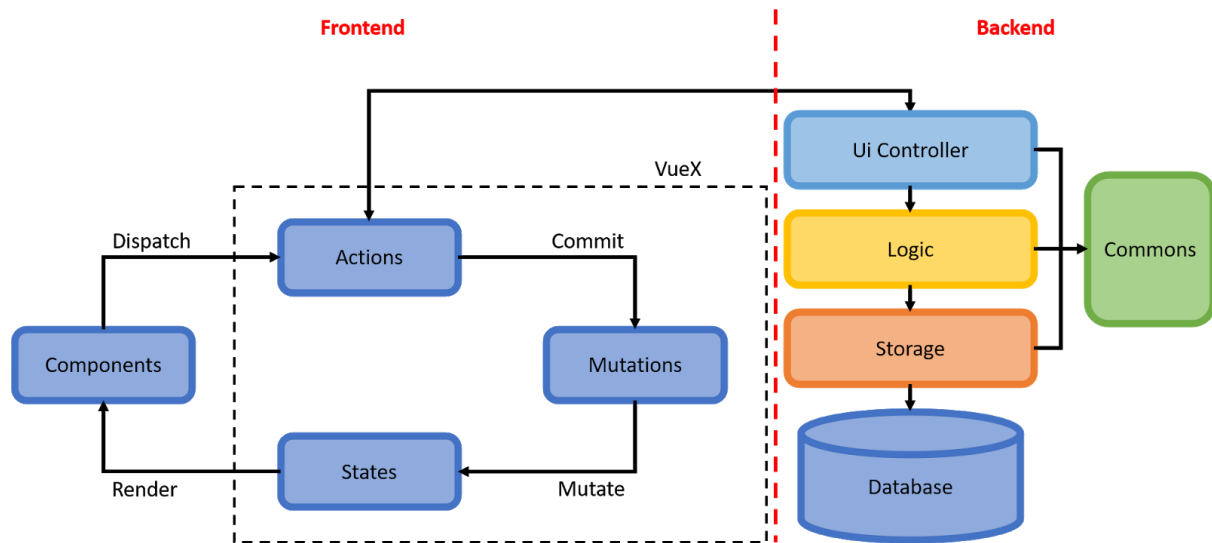 Frontend
Backend
Ui Controller
VueX
Dispatch
Actions
Commit
Logic
Commons
Components
Mutations
Storage
States
Render
Mutate
Database